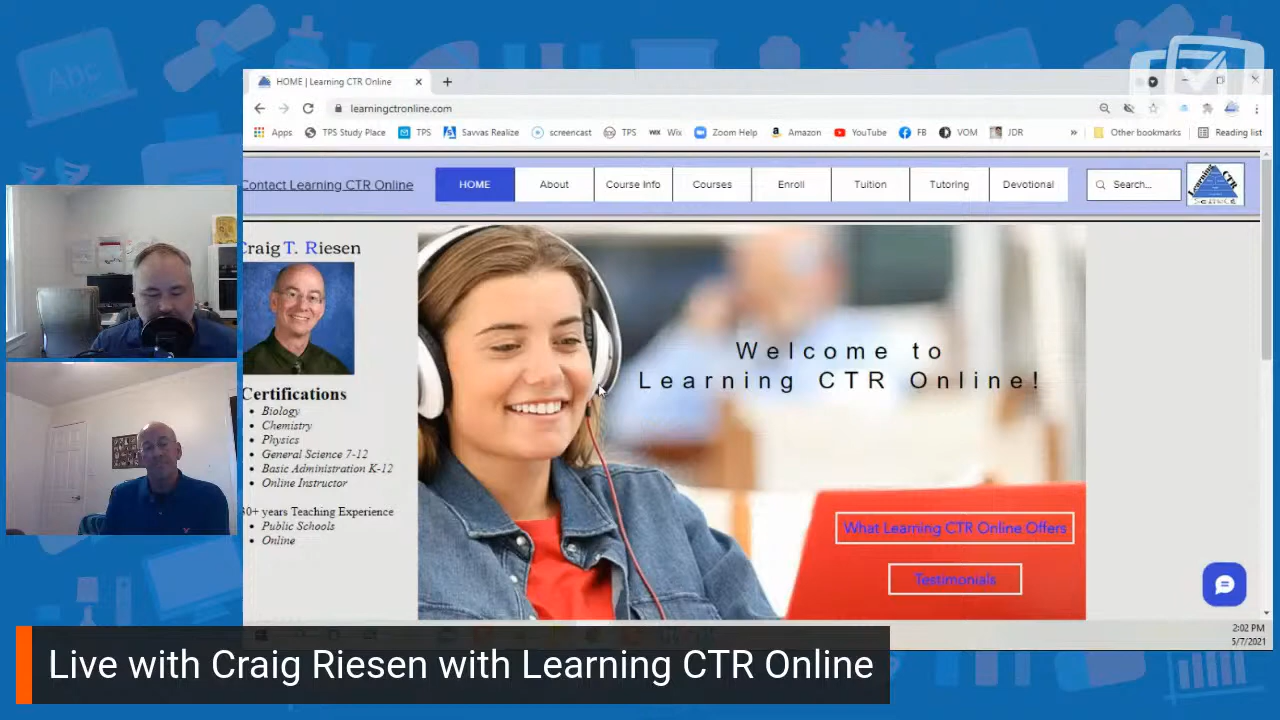 Abc
HOME | Learning CTR Online
learningctronline.com
Apps TPS Study Place TPS Savvas Realize screencast TPS Wix Zoom Help Amazon YouTube FB VOM JDR » Other bookmarks Reading list
Contact Learning CTR Online HOME About Course Info Courses Enroll Tuition Tutoring Devotional Search...
Learning CTR
SCIENCE
Craig T. Riesen
Certifications
Biology
Chemistry
Physics
General Science 7-12
Basic Administration K-12
Online Instructor
30+ years Teaching Experience
Public Schools
Online
Welcome to
Learning CTR Online!
What Learning CTR Online Offers
Testimonials
2:02 PM
5/7/2021
Live with Craig Riesen with Learning CTR Online